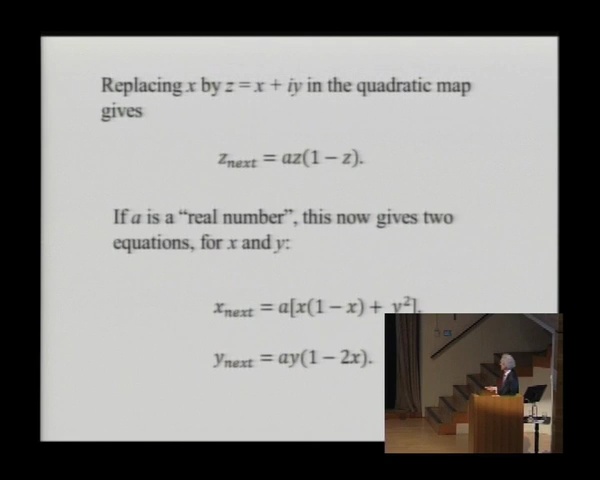 Replacing x by z = x + iy in the quadratic map
gives
z_next = az(1 − z).
If a is a “real number”, this now gives two
equations, for x and y:
x_next = a[x(1 − x) + y²].
y_next = ay(1 − 2x).